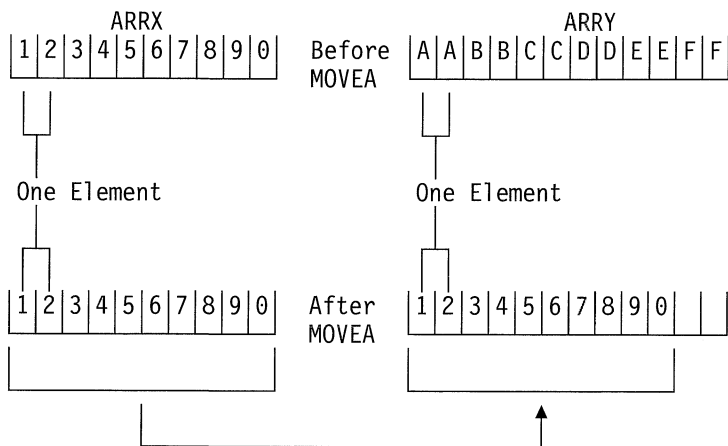 ARRX ARRY
1 2 3 4 5 6 7 8 9 0 Before A A B B C C D D E E F F
MOVEA
One Element One Element
1 2 3 4 5 6 7 8 9 0 After 1 2 3 4 5 6 7 8 9 0
MOVEA